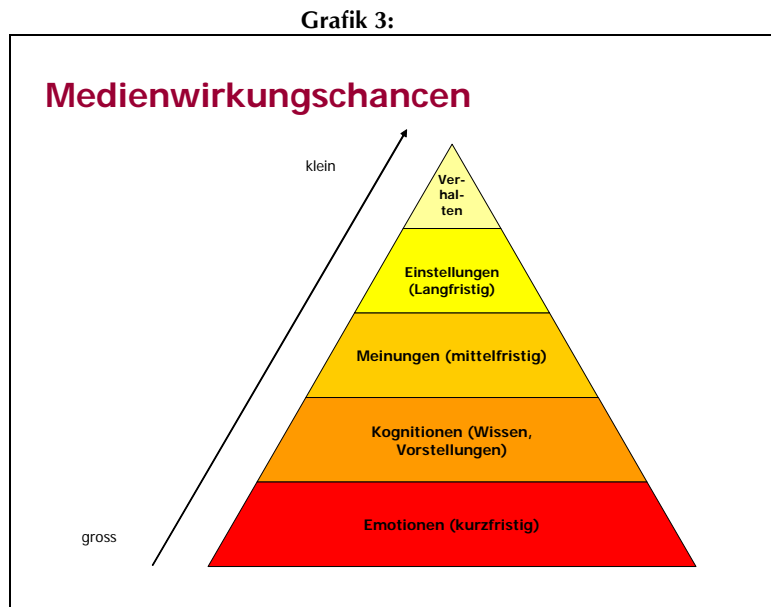 Grafik 3:
Medienwirkungschancen
klein
Ver-
hal-
ten
Einstellungen
(Langfristig)
Meinungen (mittelfristig)
Kognitionen (Wissen,
Vorstellungen)
Emotionen (kurzfristig)
gross